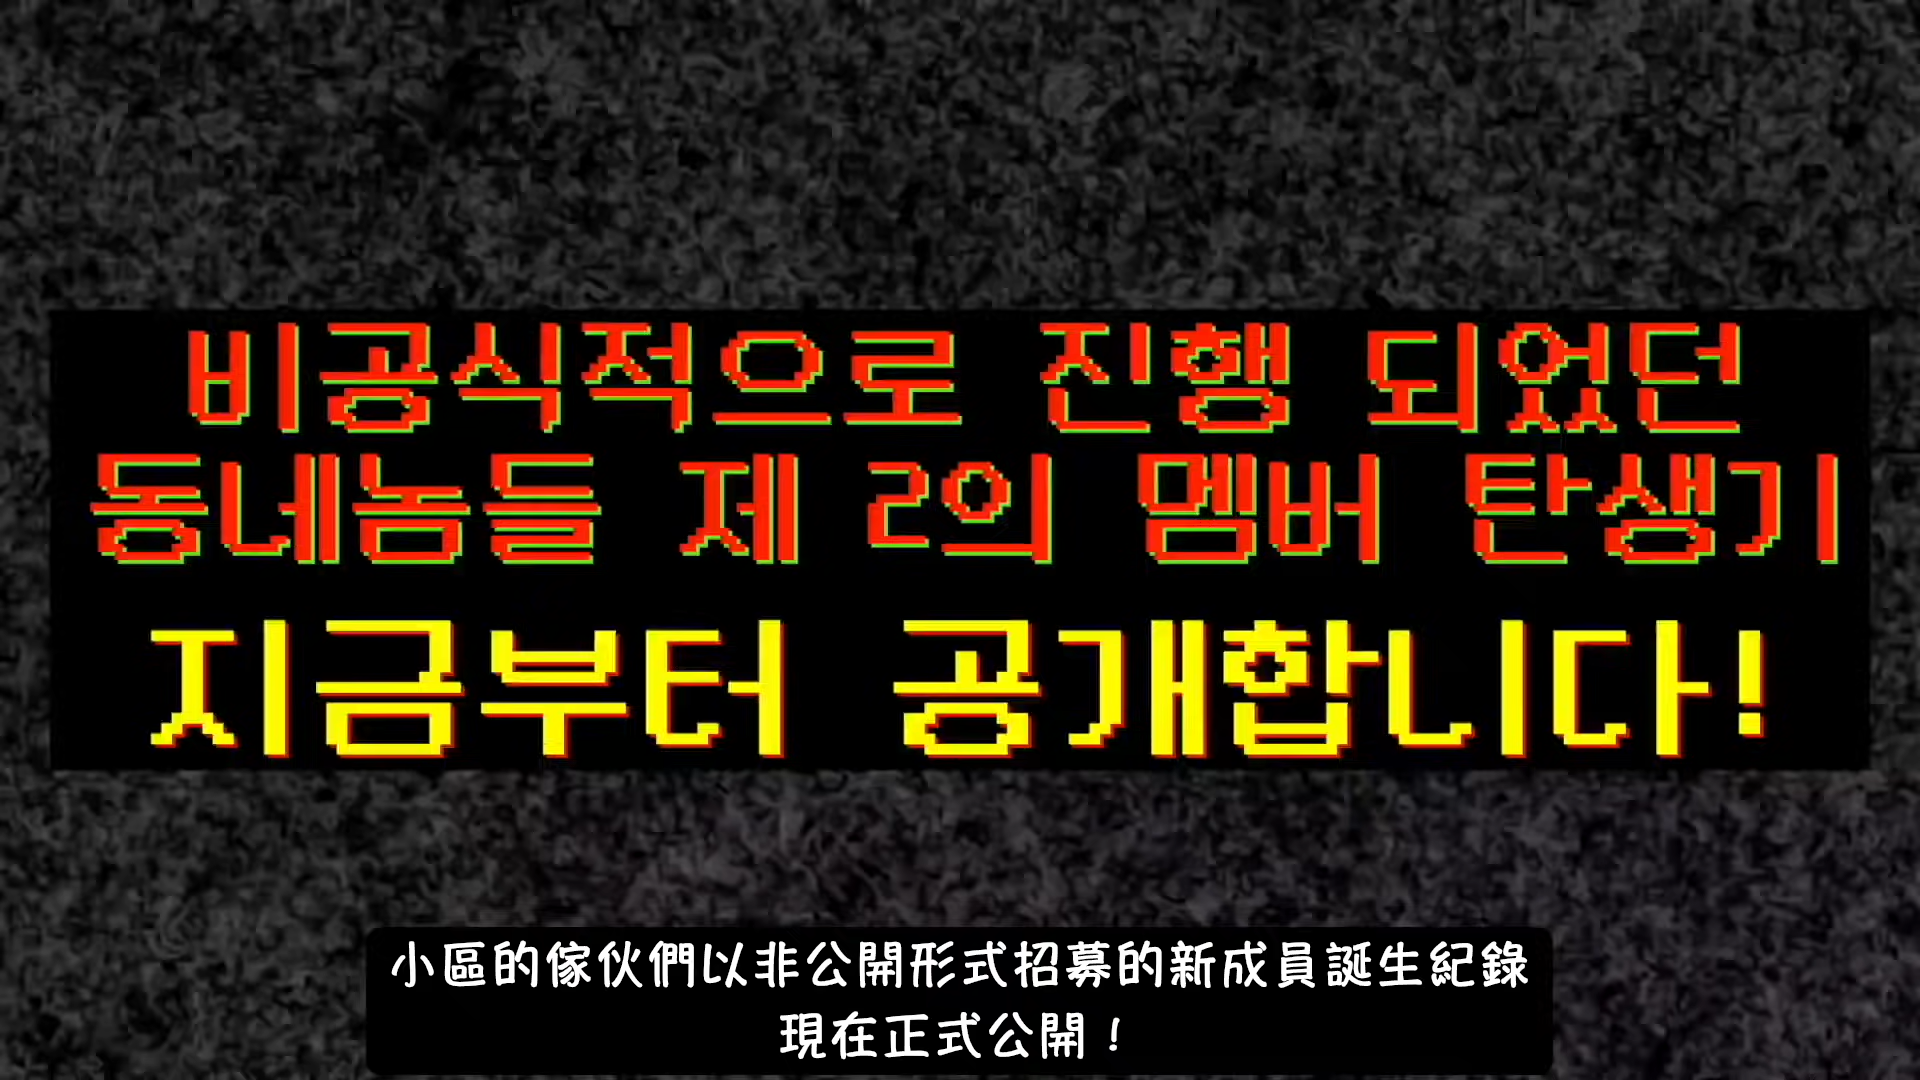 비공식적으로 진행 되었던
동네놈들 제 2의 멤버 탄생기
지금부터 공개합니다!
小區的傢伙們以非公開形式招募的新成員誕生紀錄
現在正式公開！